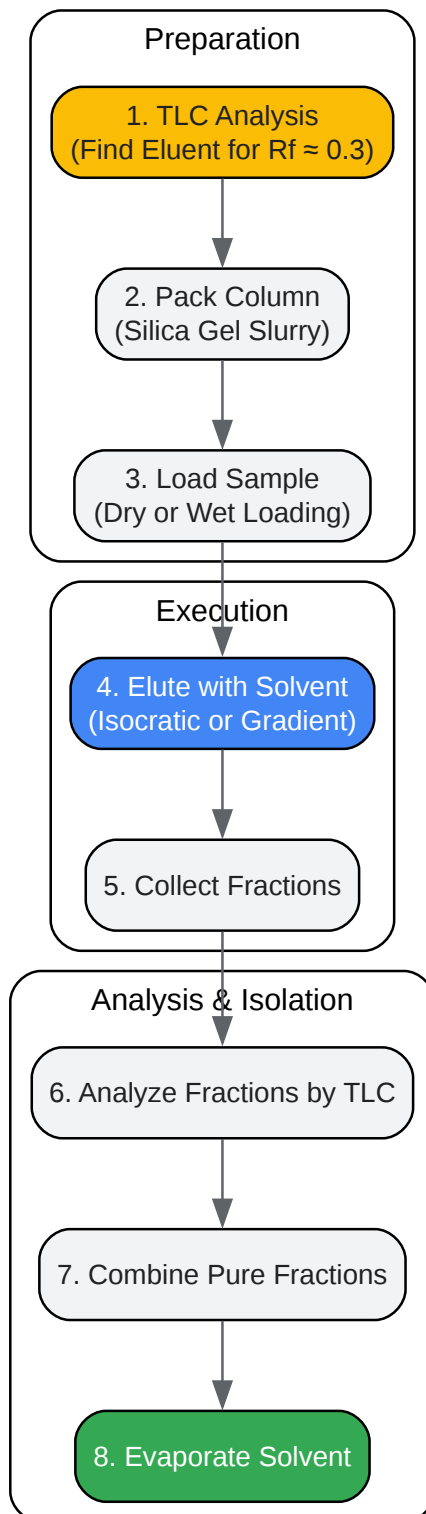 Preparation
1. TLC Analysis
(Find Eluent for Rf ≈ 0.3)
2. Pack Column
(Silica Gel Slurry)
3. Load Sample
(Dry or Wet Loading)
Execution
4. Elute with Solvent
(Isocratic or Gradient)
5. Collect Fractions
Analysis & Isolation
6. Analyze Fractions by TLC
7. Combine Pure Fractions
8. Evaporate Solvent